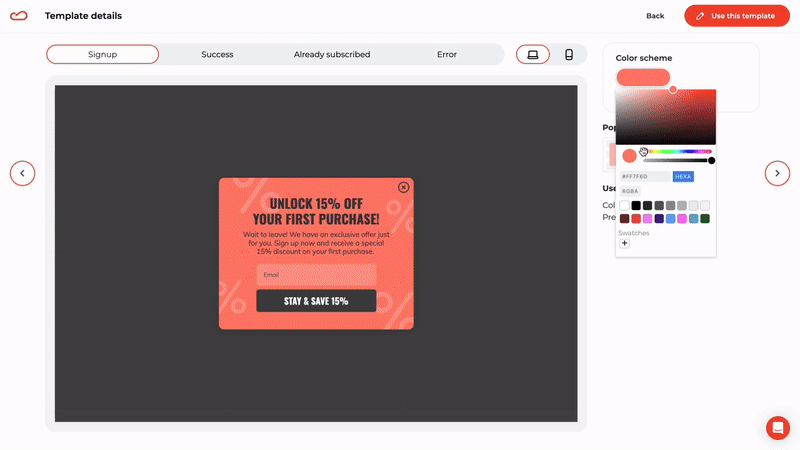 Template details
Back
Use this template
Signup
Success
Already subscribed
Error
Color scheme
UNLOCK 15% OFF
YOUR FIRST PURCHASE!
Wait to leave! We have an exclusive offer just
for you. Sign up now and receive a special
15% discount on your first purchase.
Email
STAY & SAVE 15%
Pop
#FF7F6D
HEXA
RGBA
Use
Col
Pre
Swatches
+